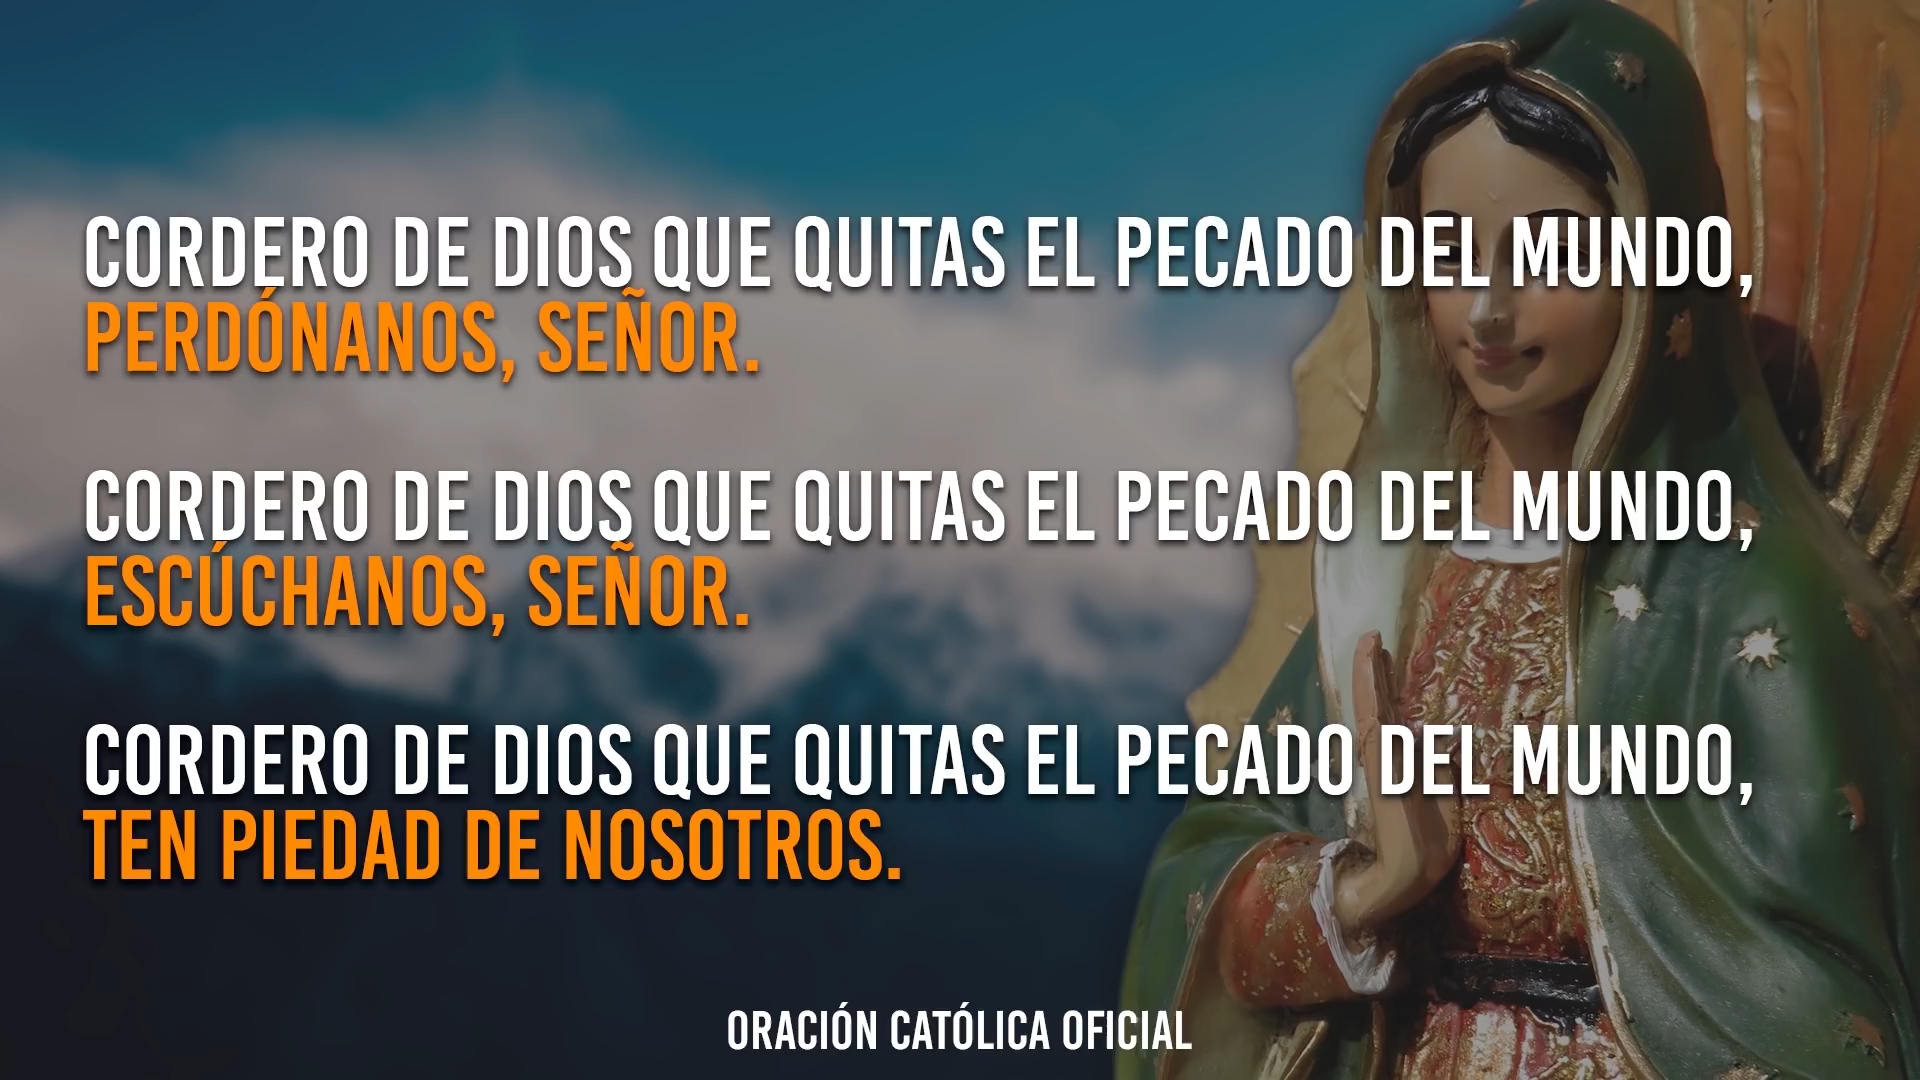 CORDERO DE DIOS QUE QUITAS EL PECADO DEL MUNDO,
PERDÓNANOS, SEÑOR.
CORDERO DE DIOS QUE QUITAS EL PECADO DEL MUNDO,
ESCÚCHANOS, SEÑOR.
CORDERO DE DIOS QUE QUITAS EL PECADO DEL MUNDO,
TEN PIEDAD DE NOSOTROS.
ORACIÓN CATÓLICA OFICIAL